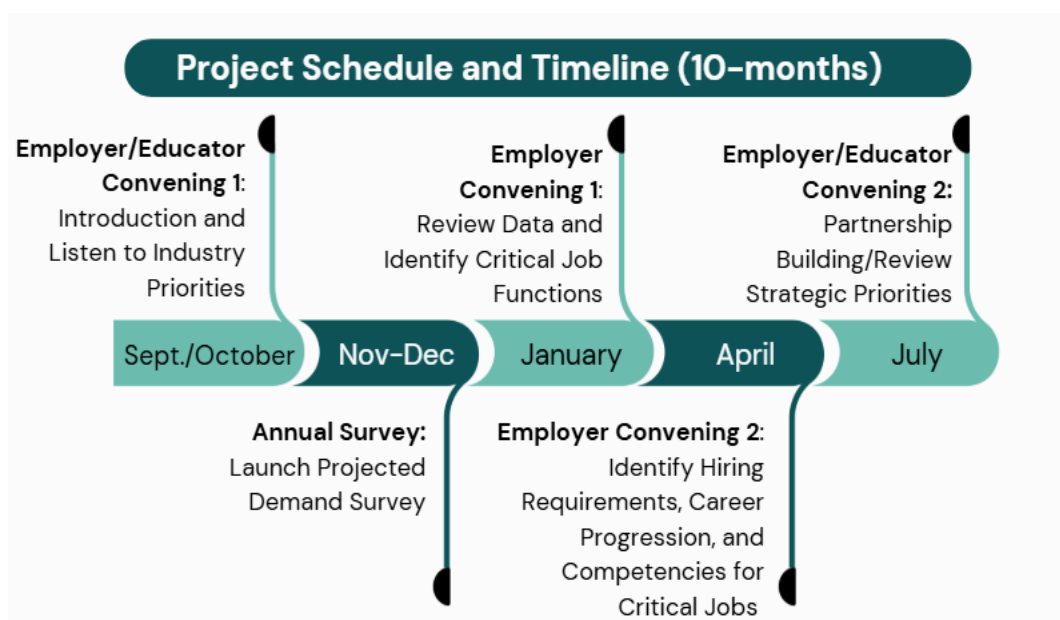 Project Schedule and Timeline (10-months)
Employer/Educator
Convening 1:
Introduction and
Listen to Industry
Priorities
Employer
Convening 1:
Review Data and
Identify Critical Job
Functions
Employer/Educator
Convening 2:
Partnership
Building/Review
Strategic Priorities
Sept./October
Nov-Dec
January
April
July
Annual Survey:
Launch Projected
Demand Survey
Employer Convening 2:
Identify Hiring
Requirements, Career
Progression, and
Competencies for
Critical Jobs